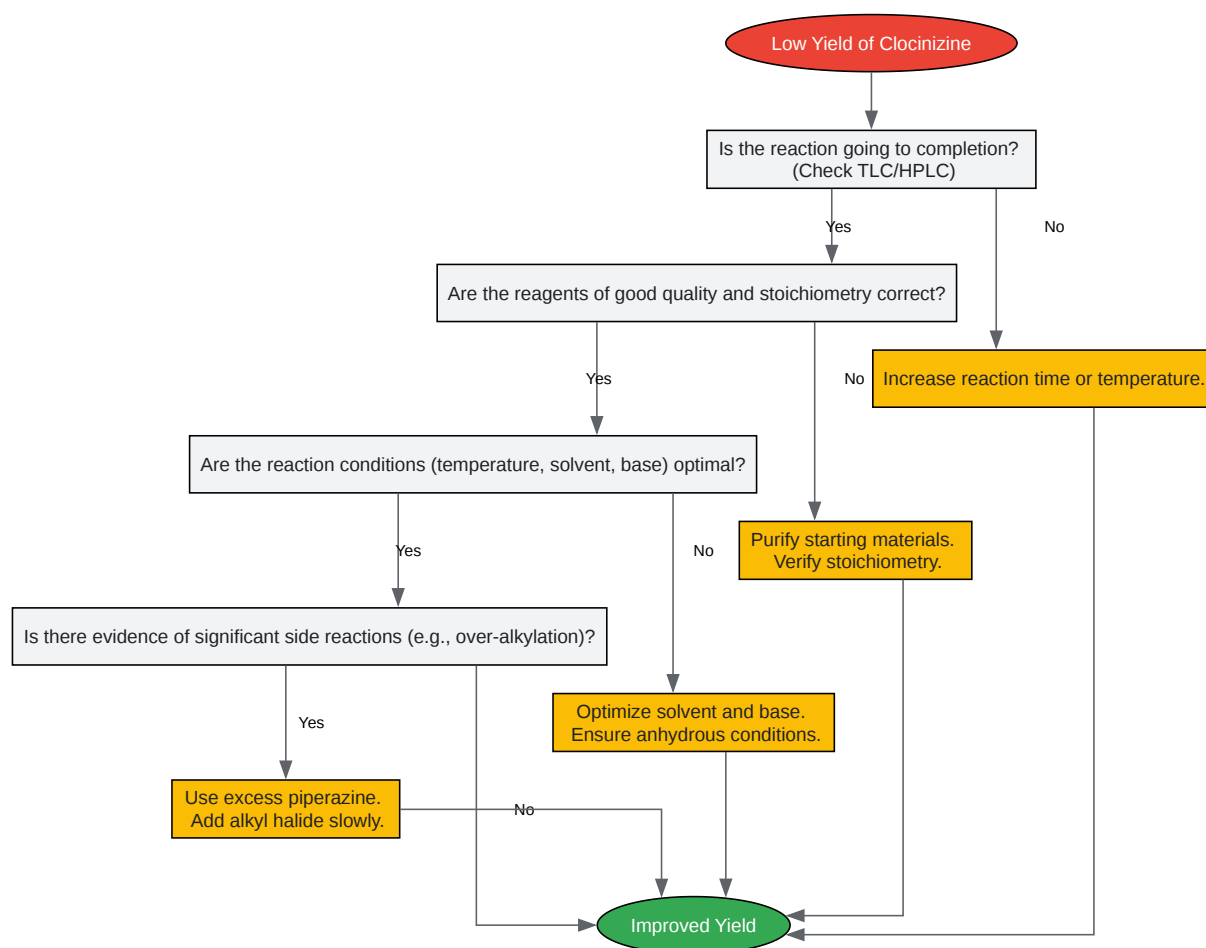 Low Yield of Clocinizine
Is the reaction going to completion?
(Check TLC/HPLC)
Yes
No
Are the reagents of good quality and stoichiometry correct?
Yes
No
Increase reaction time or temperature.
Are the reaction conditions (temperature, solvent, base) optimal?
Yes
No
Purify starting materials.
Verify stoichiometry.
Is there evidence of significant side reactions (e.g., over-alkylation)?
Yes
Optimize solvent and base.
Ensure anhydrous conditions.
Use excess piperazine.
Add alkyl halide slowly.
No
Improved Yield